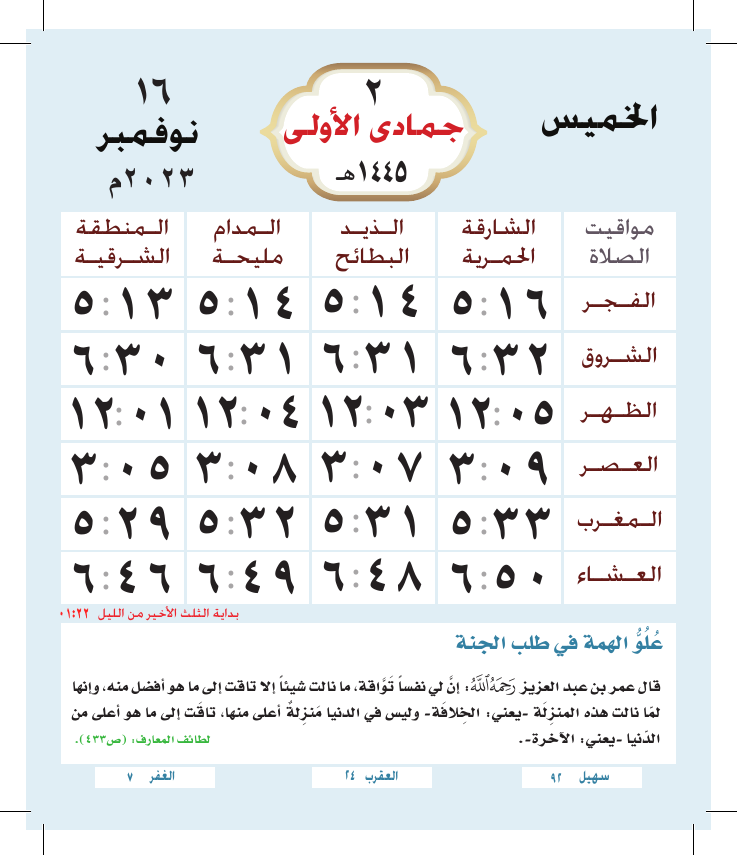 الخميس
٢
جمادى الأولى
١٤٤٥هـ
١٦
نوفمبر
٢٠٢٣م
مواقيت الصلاة
الشارقة الحمرية
الذيد البطائح
المدام مليحة
المنطقة الشرقية
الفجر ٥:١٦ ٥:١٤ ٥:١٤ ٥:١٣
الشروق ٦:٣٢ ٦:٣١ ٦:٣١ ٦:٣٠
الظهر ١٢:٠٥ ١٢:٠٣ ١٢:٠٤ ١٢:٠١
العصر ٣:٠٩ ٣:٠٧ ٣:٠٨ ٣:٠٥
المغرب ٥:٣٣ ٥:٣١ ٥:٣٢ ٥:٢٩
العشاء ٦:٥٠ ٦:٤٨ ٦:٤٩ ٦:٤٦
بداية الثلث الأخير من الليل ٠١:٢٢
عُلُوُّ الهمة في طلب الجنة
قال عمر بن عبد العزيز رَحِمَهُ اللَّهُ: إنَّ لي نفساً تَوَّاقة، ما نالت شيئاً إلا تاقت إلى ما هو أفضل منه، وإنها
لمّا نالت هذه المنزِلَة -يعني: الخِلافَة- وليس في الدنيا مَنزِلةٌ أعلى منها، تاقَت إلى ما هو أعلى من
الدّنيا -يعني: الآخرة-.
لطائف المعارف: (ص٤٣٣).
سهيل ٩٢
العقرب ٢٤
الغفر ٧